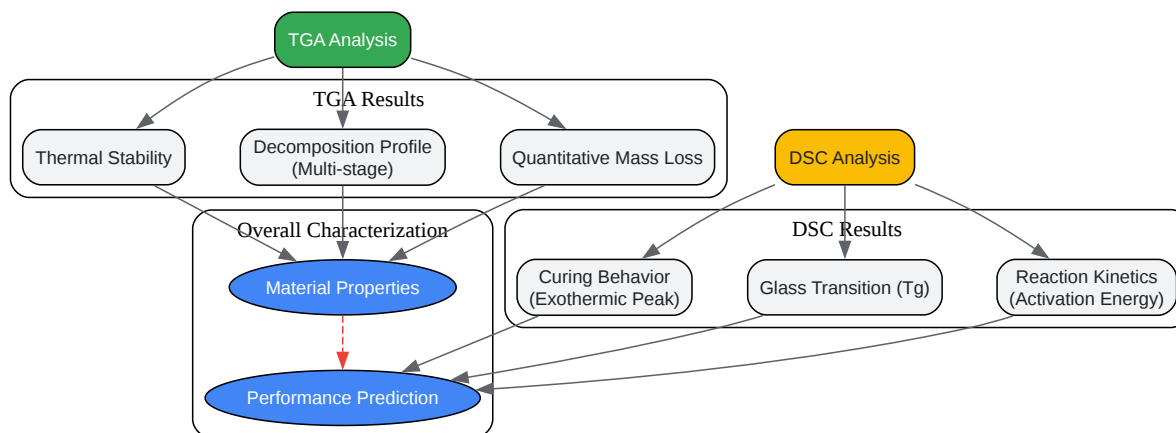 TGA Analysis
TGA Results
Thermal Stability
Decomposition Profile
(Multi-stage)
Quantitative Mass Loss
DSC Analysis
Overall Characterization
DSC Results
Material Properties
Curing Behavior
(Exothermic Peak)
Glass Transition (Tg)
Reaction Kinetics
(Activation Energy)
Performance Prediction